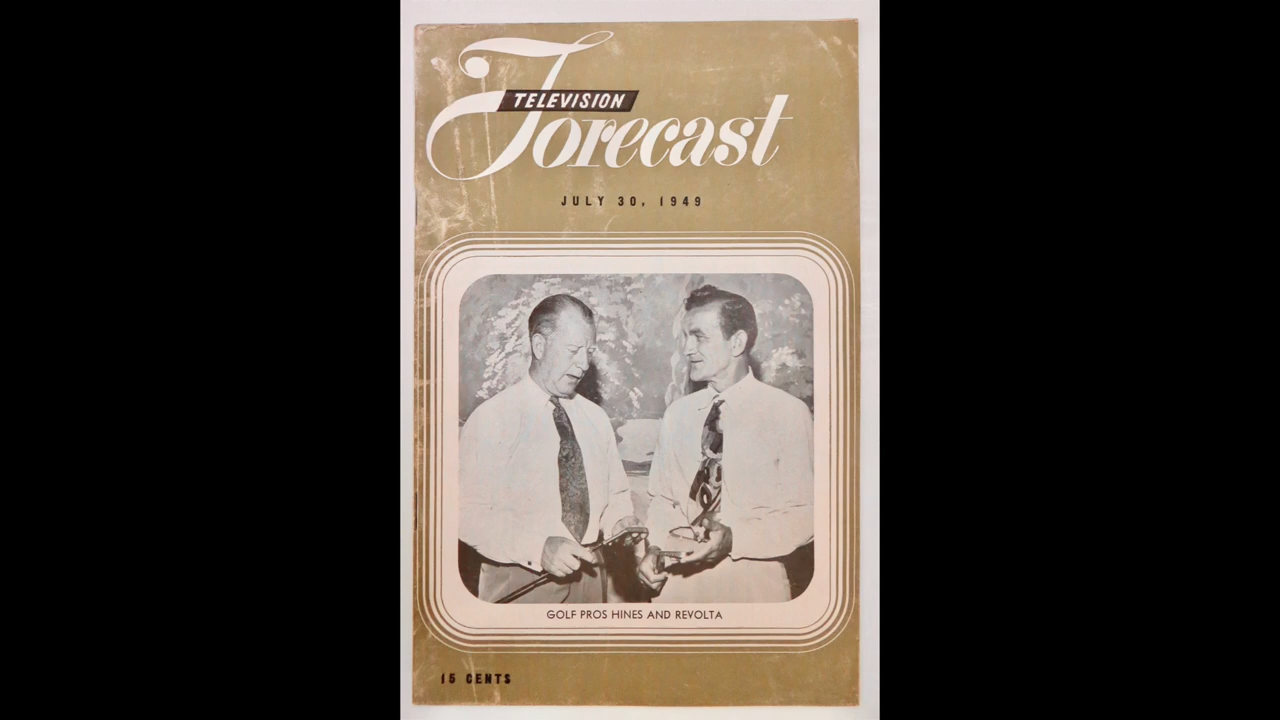 TELEVISION
Forecast
JULY 30, 1949
GOLF PROS HINES AND REVOLTA
15 CENTS